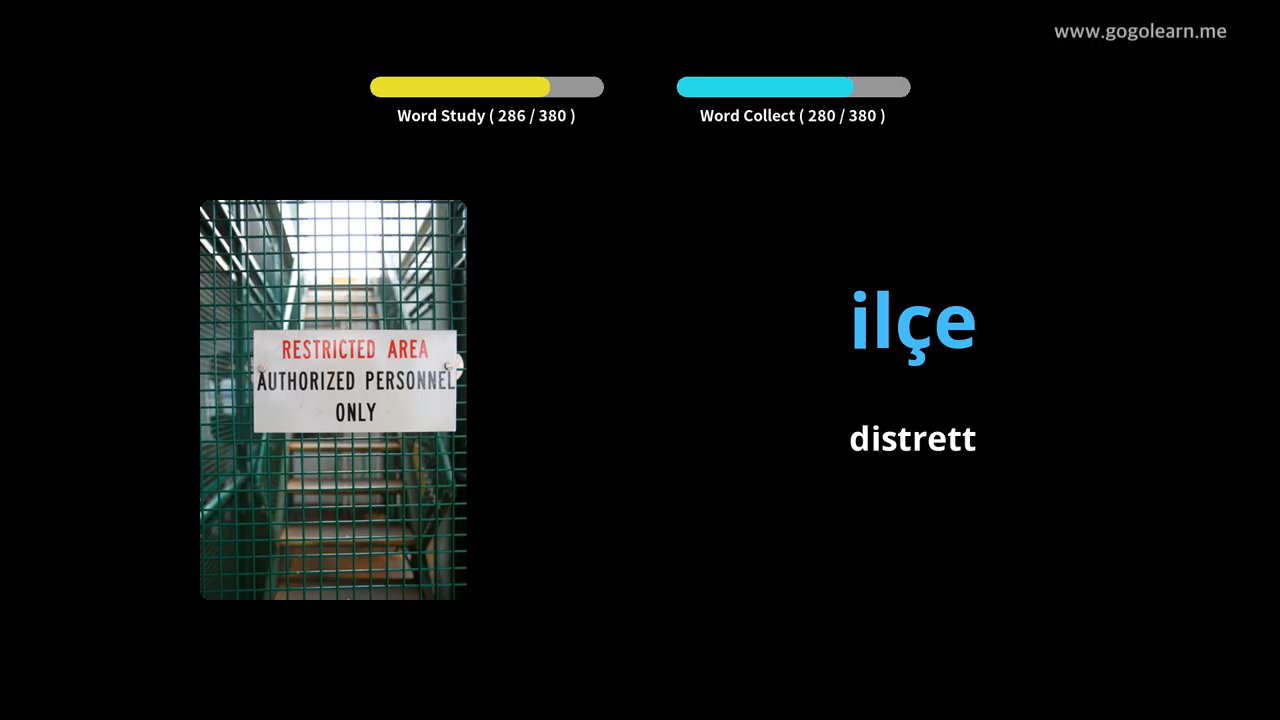 www.gogolearn.me
Word Study ( 286 / 380 )
Word Collect ( 280 / 380 )
RESTRICTED AREA
AUTHORIZED PERSONNEL
ONLY
ilçe
distrett